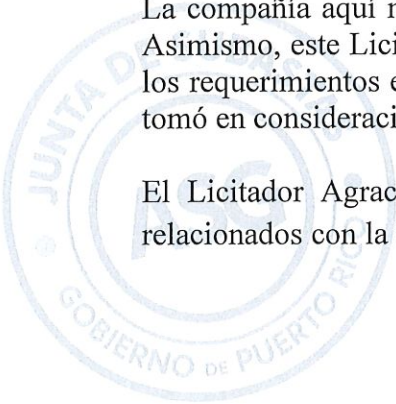 La compañía aquí
Asimismo, este Lici
los requerimientos e
tomó en consideraci
El Licitador Agrac
relacionados con la
JUNTA DE SUBASTAS
ASG
GOBIERNO DE PUERTO RICO